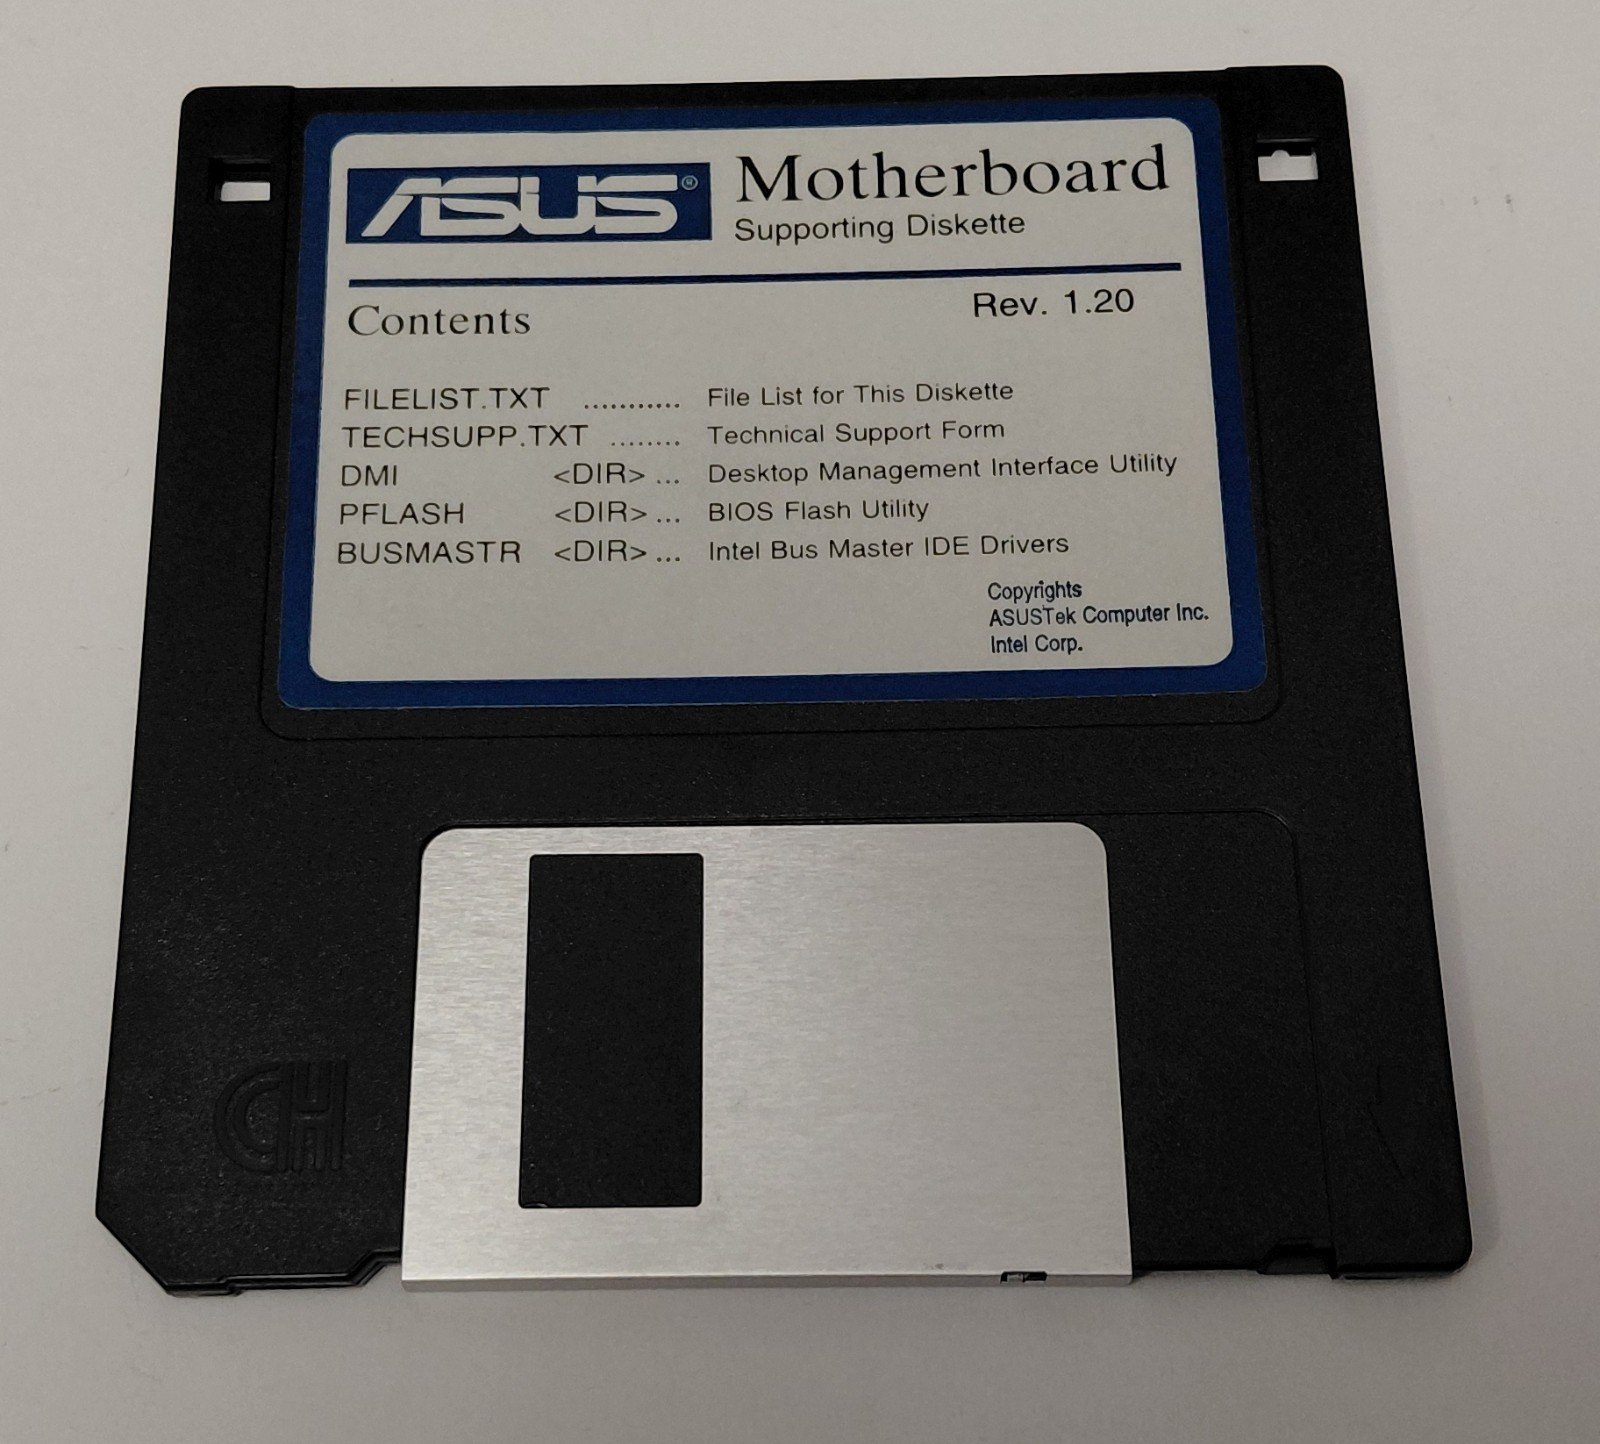 ASUS® Motherboard
Supporting Diskette
Contents Rev. 1.20
FILELIST.TXT ........... File List for This Diskette
TECHSUPP.TXT ........ Technical Support Form
DMI <DIR> ... Desktop Management Interface Utility
PFLASH <DIR> ... BIOS Flash Utility
BUSMASTR <DIR> ... Intel Bus Master IDE Drivers
Copyrights
ASUSTek Computer Inc.
Intel Corp.